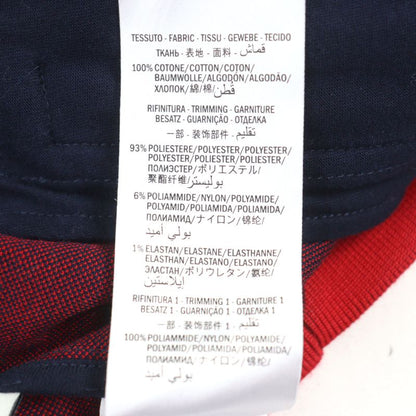 TESSUTO - FABRIC - TISSU - GEWEBE - TECIDO
ТКАНЬ - 表地 - 面料 - قماش
100% COTONE/COTTON/COTON/
BAUMWOLLE/ALGODÓN/ALGODÃO/
ХЛОПОК/綿/棉/ قطن
RIFINITURA - TRIMMING - GARNITURE
BESATZ - GUARNIÇÃO - ОТДЕЛКА
一部 - 装饰部件 - تقليم
93% POLIESTERE/POLYESTER/POLYESTER/
POLYESTER/POLIÉSTER/POLIÉSTER/
ПОЛИЭСТЕР/ポリエステル/
聚酯纤维/ بوليستر
6% POLIAMMIDE/NYLON/POLYAMIDE/
POLYAMID/POLIAMIDA/POLIAMIDA/
ПОЛИАМИД/ナイロン/锦纶/
بولي أميد
1% ELASTAN/ELASTANE/ELASTHANNE/
ELASTHAN/ELASTANO/ELASTANO/
ЭЛАСТАН/ポリウレタン/氨纶/
إيلاستين
RIFINITURA 1 - TRIMMING 1 - GARNITURE 1
BESATZ 1 - GUARNIÇÃO 1 - ОТДЕЛКА 1
一部 1 - 装饰部件 1 - تقليم 1
100% POLIAMMIDE/NYLON/POLYAMIDE/
POLYAMID/POLIAMIDA/POLIAMIDA/
ПОЛИАМИД/ナイロン/锦纶/
بولي أميد